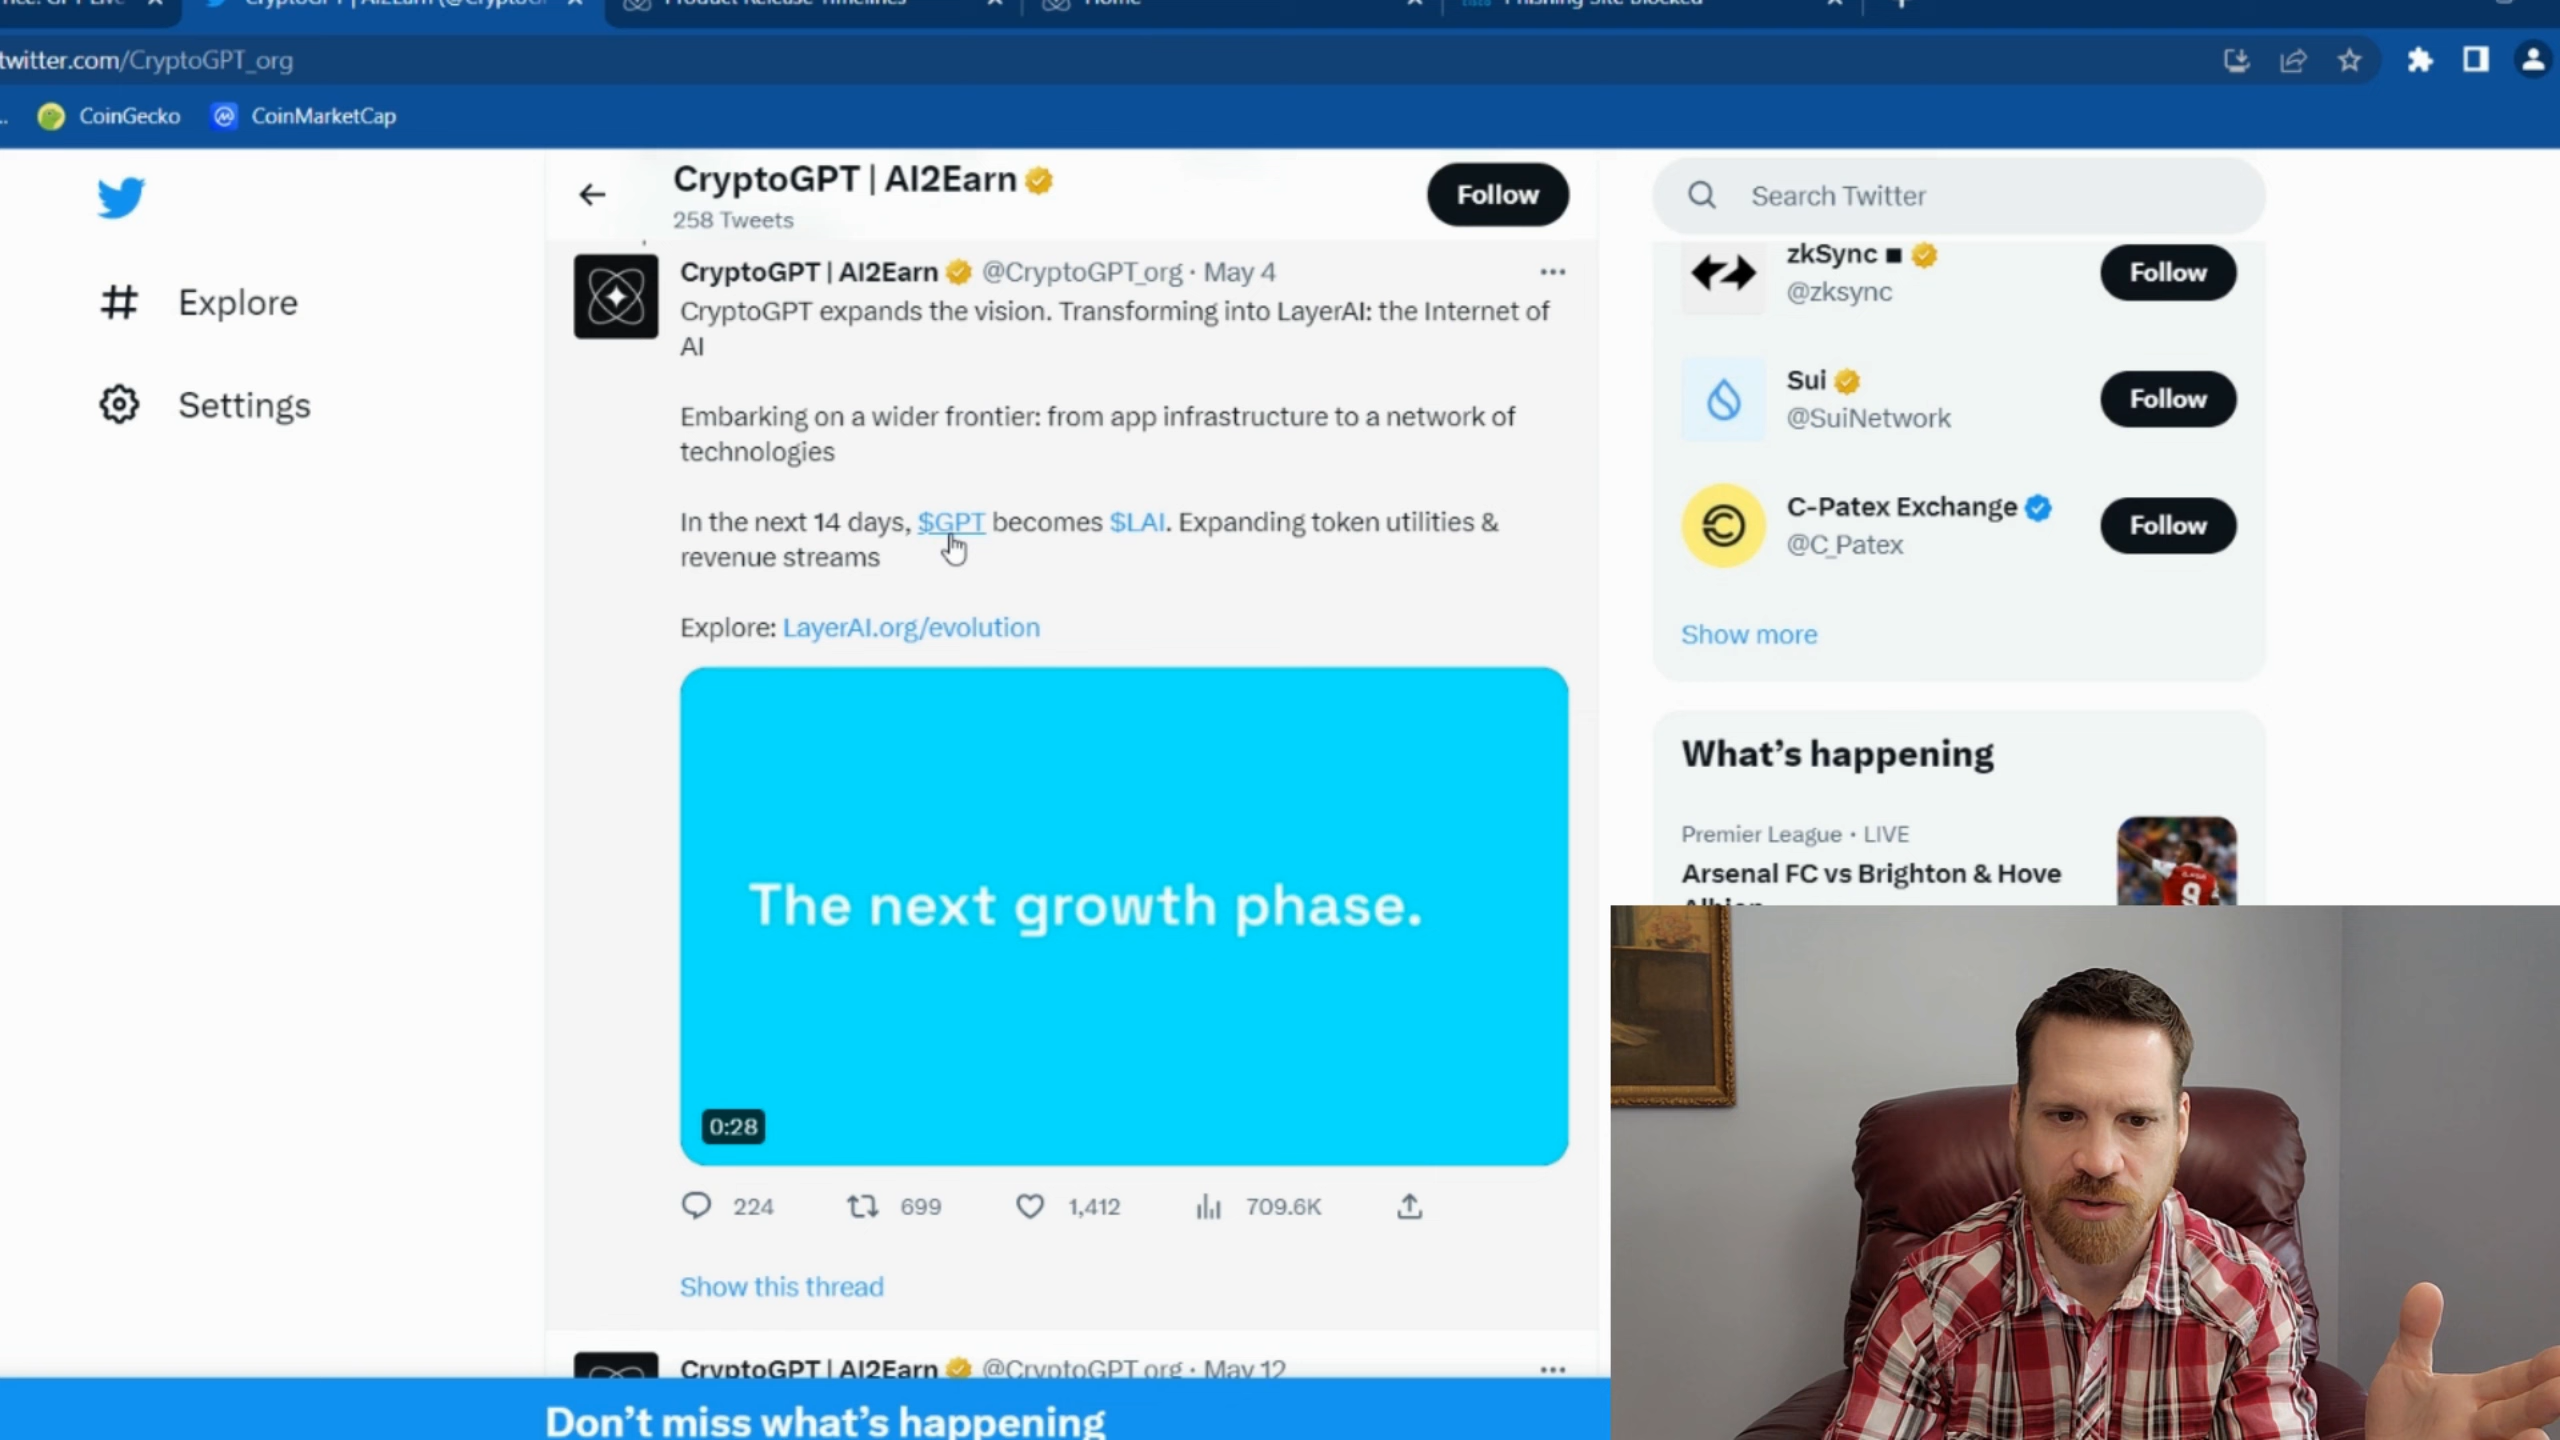 twitter.com/CryptoGPT_org
CoinGecko
CoinMarketCap
CryptoGPT | AI2Earn
258 Tweets
Follow
Search Twitter
Explore
Settings
CryptoGPT | AI2Earn @CryptoGPT_org · May 4
CryptoGPT expands the vision. Transforming into LayerAI: the Internet of
AI
Embarking on a wider frontier: from app infrastructure to a network of
technologies
In the next 14 days, $GPT becomes $LAI. Expanding token utilities &
revenue streams
Explore: LayerAI.org/evolution
The next growth phase.
0:28
224
699
1,412
709.6K
Show this thread
CryptoGPT | AI2Earn @CryptoGPT_org · May 12
Don't miss what's happening
zkSync
@zksync
Follow
Sui
@SuiNetwork
Follow
C-Patex Exchange
@C_Patex
Follow
Show more
What's happening
Premier League · LIVE
Arsenal FC vs Brighton & Hove
9